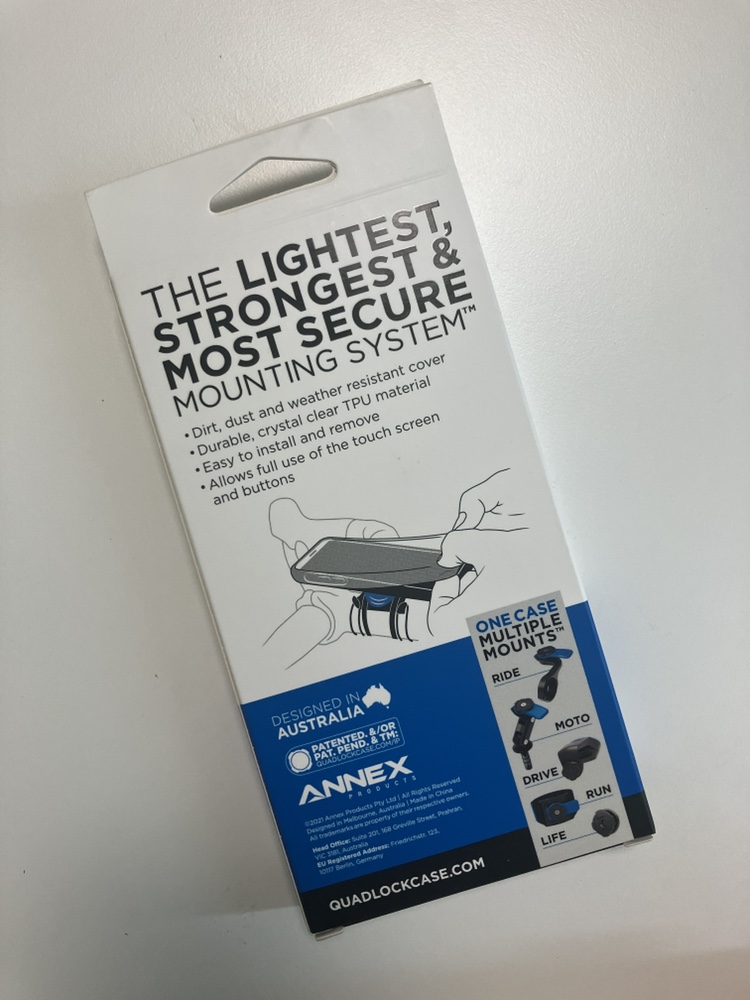 THE LIGHTEST,
STRONGEST &
MOST SECURE
MOUNTING SYSTEM™
• Dirt, dust and weather resistant cover
• Durable, crystal clear TPU material
• Easy to install and remove
• Allows full use of the touch screen
and buttons
ONE CASE
MULTIPLE
MOUNTS™
RIDE
MOTO
DRIVE
RUN
LIFE
DESIGNED IN
AUSTRALIA
PATENTED. &/OR
PAT. PEND. & TM:
QUADLOCKCASE.COM/IP
ANNEX
PRODUCTS
©2021 Annex Products Pty Ltd | All Rights Reserved
Designed in Melbourne, Australia | Made in China
All trademarks are property of their respective owners.
Head Office: Suite 201, 168 Greville Street, Prahran,
VIC 3181, Australia
EU Registered Address: Friedrichstr. 123,
10117 Berlin, Germany
QUADLOCKCASE.COM